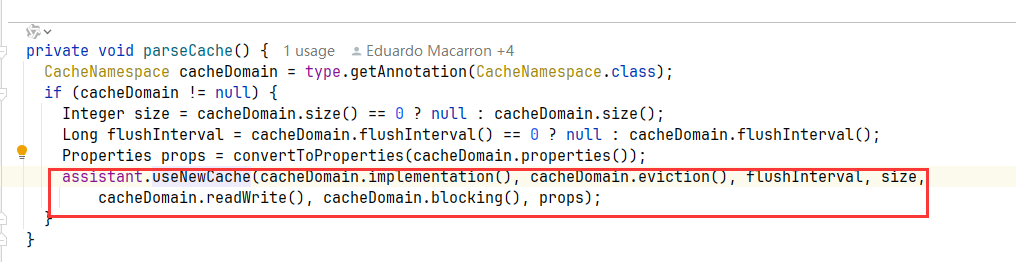 private void parseCache() { 1 usage Eduardo Macarron +4
CacheNamespace cacheDomain = type.getAnnotation(CacheNamespace.class);
if (cacheDomain != null) {
Integer size = cacheDomain.size() == 0 ? null : cacheDomain.size();
Long flushInterval = cacheDomain.flushInterval() == 0 ? null : cacheDomain.flushInterval();
Properties props = convertToProperties(cacheDomain.properties());
assistant.useNewCache(cacheDomain.implementation(), cacheDomain.eviction(), flushInterval, size,
cacheDomain.readWrite(), cacheDomain.blocking(), props);
}
}